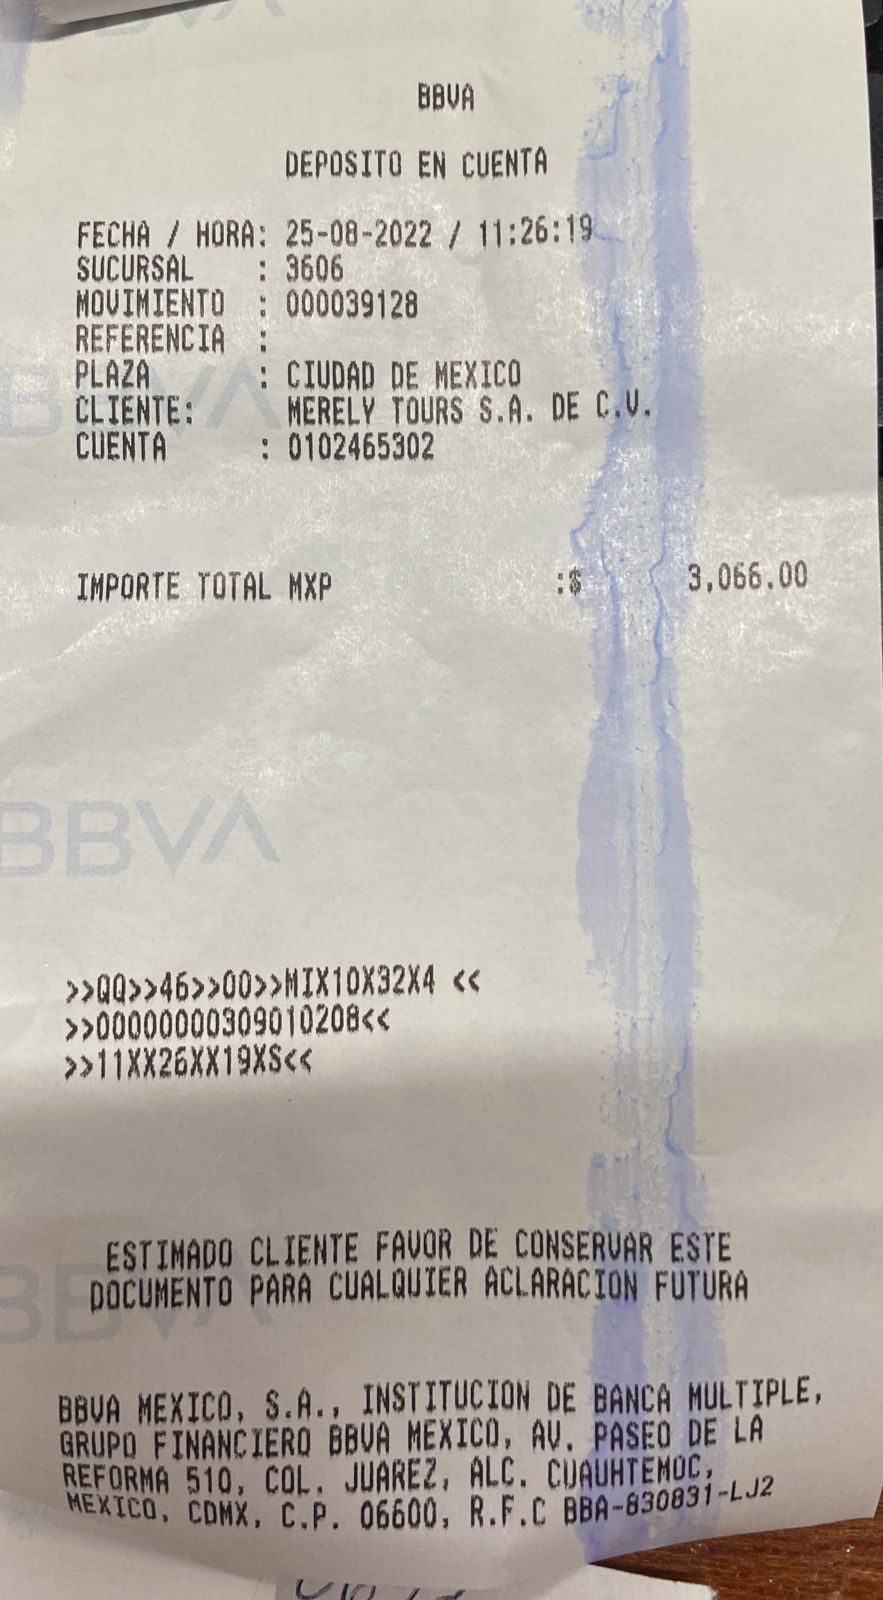 BBVA
DEPOSITO EN CUENTA
FECHA / HORA: 25-08-2022 / 11:26:19
SUCURSAL : 3606
MOVIMIENTO : 000039128
REFERENCIA :
PLAZA : CIUDAD DE MEXICO
CLIENTE: MERELY TOURS S.A. DE C.V.
CUENTA : 0102465302
IMPORTE TOTAL MXP :$ 3,066.00
BBVA
>>QQ>>46>>00>>MIX10X32X4 <<
>>00000000309010208<<
>>11XX26XX19XS<<
ESTIMADO CLIENTE FAVOR DE CONSERVAR ESTE
DOCUMENTO PARA CUALQUIER ACLARACION FUTURA
BBVA MEXICO, S.A., INSTITUCION DE BANCA MULTIPLE,
GRUPO FINANCIERO BBVA MEXICO, AV. PASEO DE LA
REFORMA 510, COL. JUAREZ, ALC. CUAUHTEMOC,
MEXICO, CDMX, C.P. 06600, R.F.C BBA-830831-LJ2